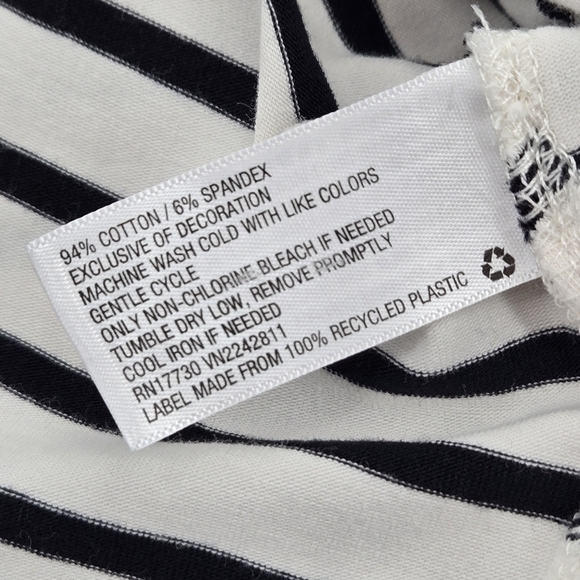 94% COTTON / 6% SPANDEX
EXCLUSIVE OF DECORATION
MACHINE WASH COLD WITH LIKE COLORS
GENTLE CYCLE
ONLY NON-CHLORINE BLEACH IF NEEDED
TUMBLE DRY LOW, REMOVE PROMPTLY
COOL IRON IF NEEDED
RN17730 VN2242811
LABEL MADE FROM 100% RECYCLED PLASTIC